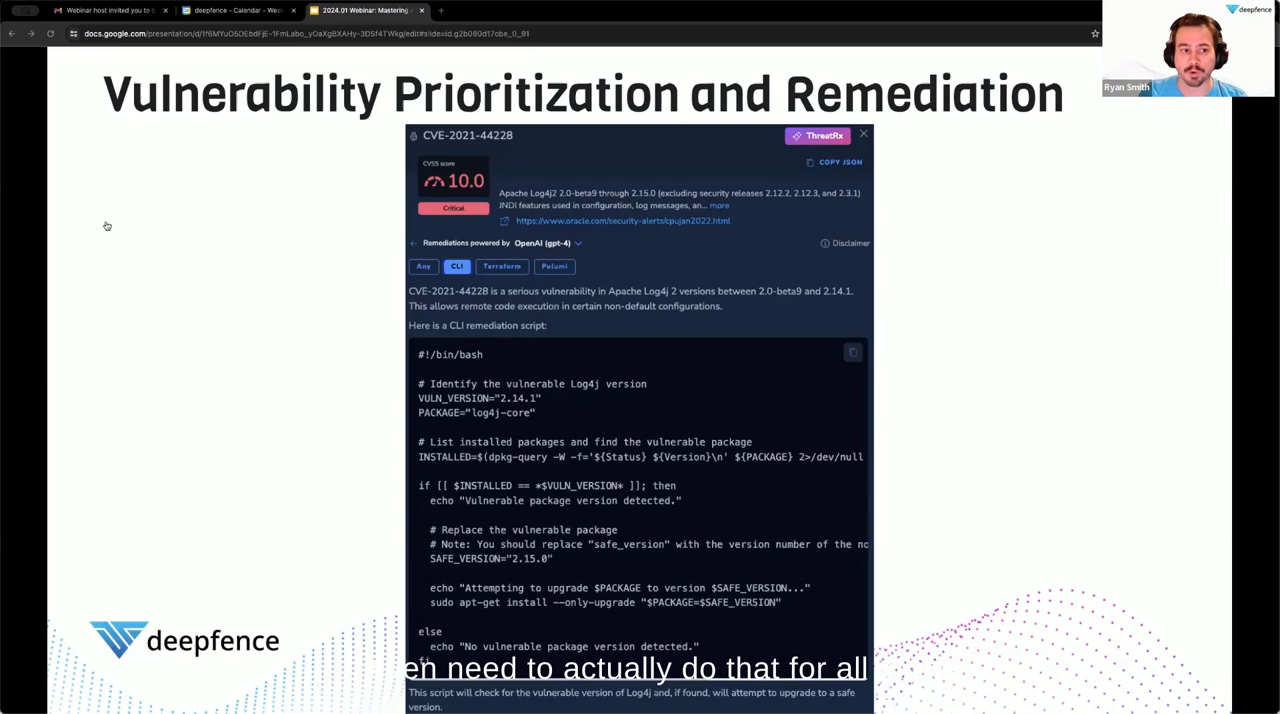 Webinar host invited you to
deepfence - Calendar - Wee
2024.01 Webinar: Mastering
deepfence
Ryan Smith
Vulnerability Prioritization and Remediation
CVE-2021-44228
ThreatRx
COPY JSON
CVSS score
10.0
Critical
Apache Log4j2 2.0-beta9 through 2.15.0 (excluding security releases 2.12.2, 2.12.3, and 2.3.1)
JNDI features used in configuration, log messages, an... more
https://www.oracle.com/security-alerts/cpujan2022.html
Remediations powered by OpenAI (gpt-4)
Disclaimer
Any
CLI
Terraform
Pulumi
CVE-2021-44228 is a serious vulnerability in Apache Log4j 2 versions between 2.0-beta9 and 2.14.1.
This allows remote code execution in certain non-default configurations.
Here is a CLI remediation script:
#!/bin/bash
# Identify the vulnerable Log4j version
VULN_VERSION="2.14.1"
PACKAGE="log4j-core"
# List installed packages and find the vulnerable package
INSTALLED=$(dpkg-query -W -f='${Status} ${Version}\n' ${PACKAGE} 2>/dev/null
if [[ $INSTALLED == *$VULN_VERSION* ]]; then
echo "Vulnerable package version detected."
# Replace the vulnerable package
# Note: You should replace "safe_version" with the version number of the no
SAFE_VERSION="2.15.0"
echo "Attempting to upgrade $PACKAGE to version $SAFE_VERSION..."
sudo apt-get install --only-upgrade "$PACKAGE=$SAFE_VERSION"
else
echo "No vulnerable package version detected."
fi
en need to actually do that for all
This script will check for the vulnerable version of Log4j and, if found, will attempt to upgrade to a safe
version.
deepfence